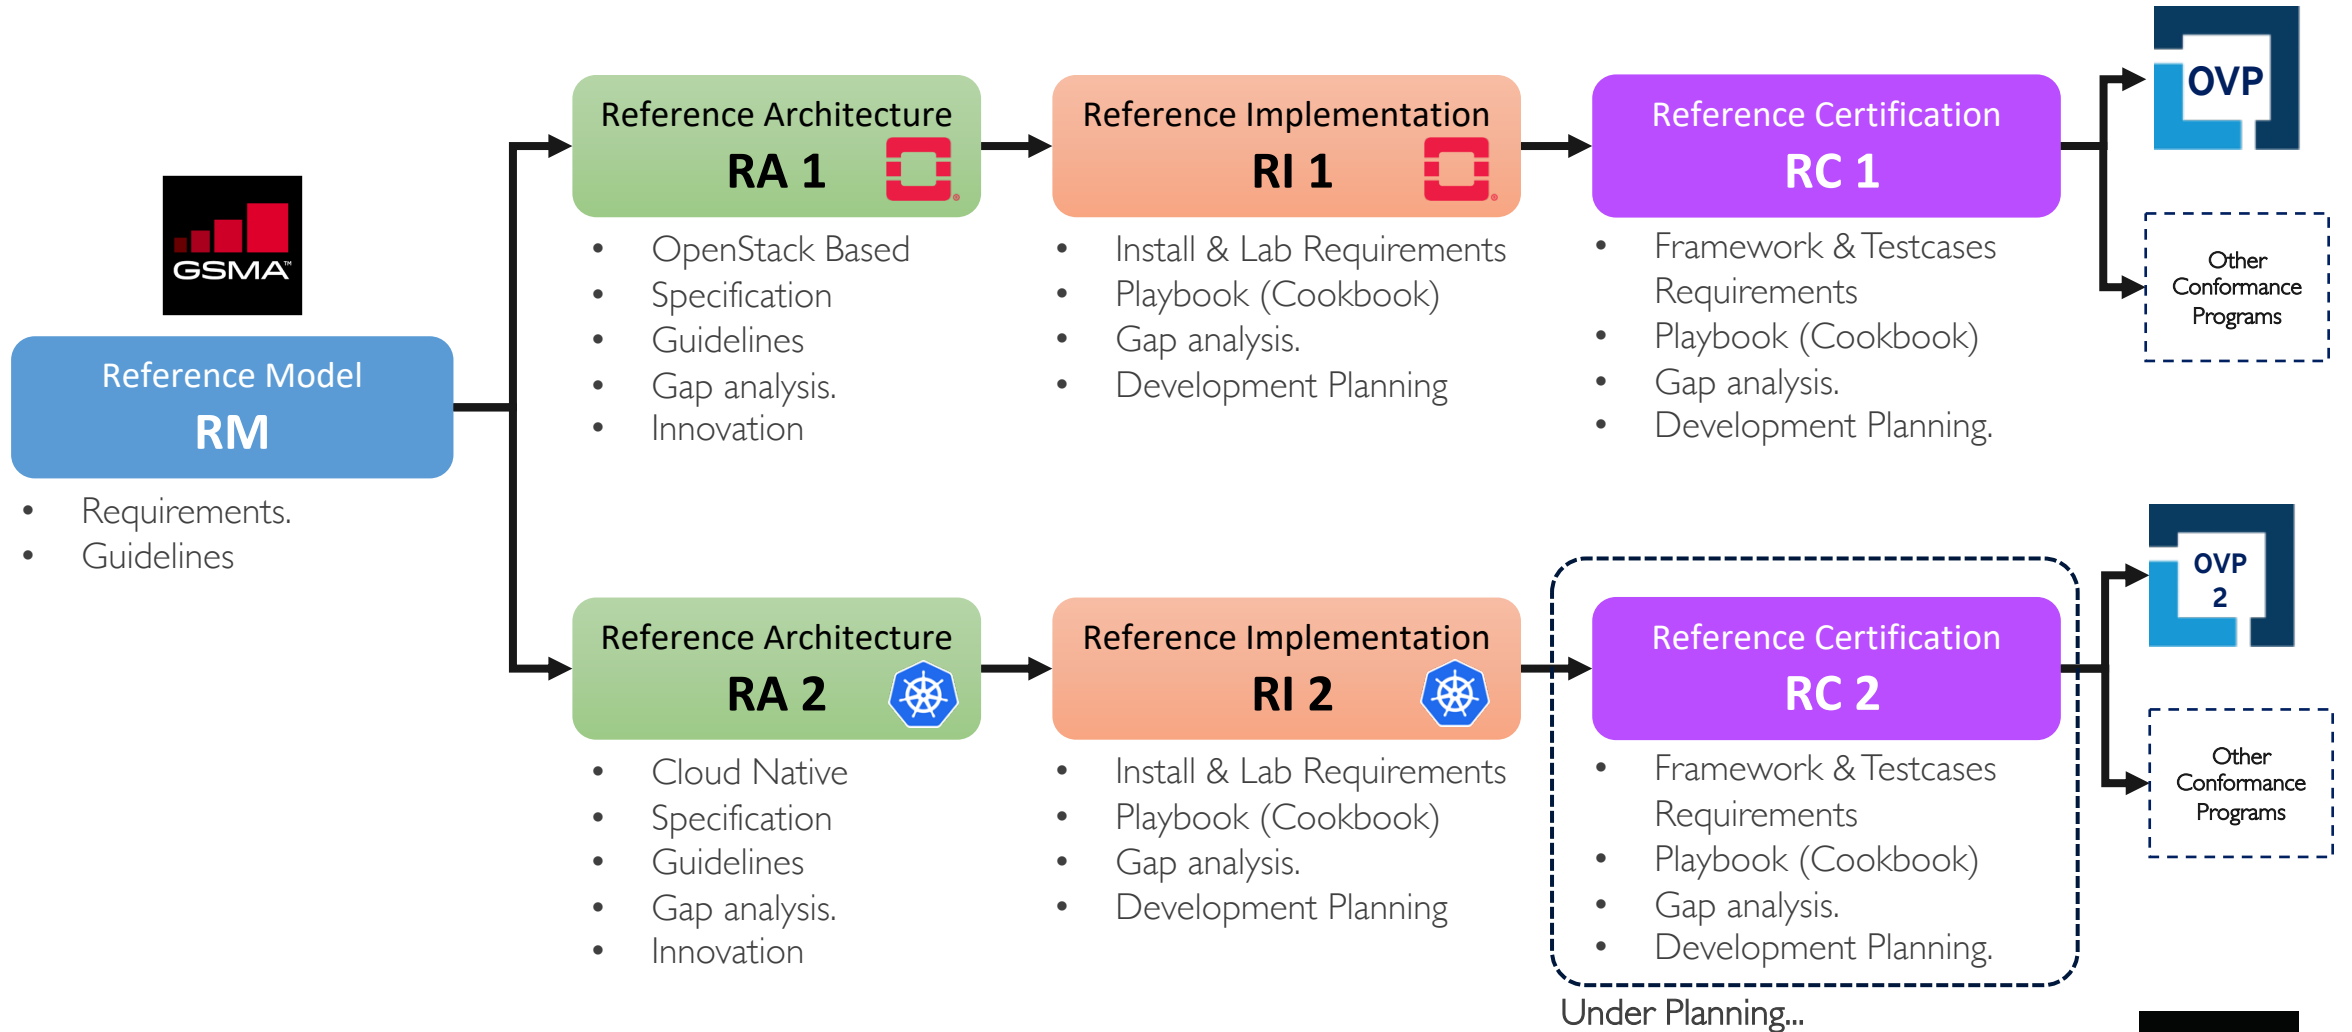 GSMA™
Reference Model
RM
• Requirements.
• Guidelines
Reference Architecture
RA 1
• OpenStack Based
• Specification
• Guidelines
• Gap analysis.
• Innovation
Reference Implementation
RI 1
• Install & Lab Requirements
• Playbook (Cookbook)
• Gap analysis.
• Development Planning
Reference Certification
RC 1
• Framework & Testcases
Requirements
• Playbook (Cookbook)
• Gap analysis.
• Development Planning.
OVP
Other
Conformance
Programs
Reference Architecture
RA 2
• Cloud Native
• Specification
• Guidelines
• Gap analysis.
• Innovation
Reference Implementation
RI 2
• Install & Lab Requirements
• Playbook (Cookbook)
• Gap analysis.
• Development Planning
Reference Certification
RC 2
• Framework & Testcases
Requirements
• Playbook (Cookbook)
• Gap analysis.
• Development Planning.
Under Planning...
OVP
2
Other
Conformance
Programs